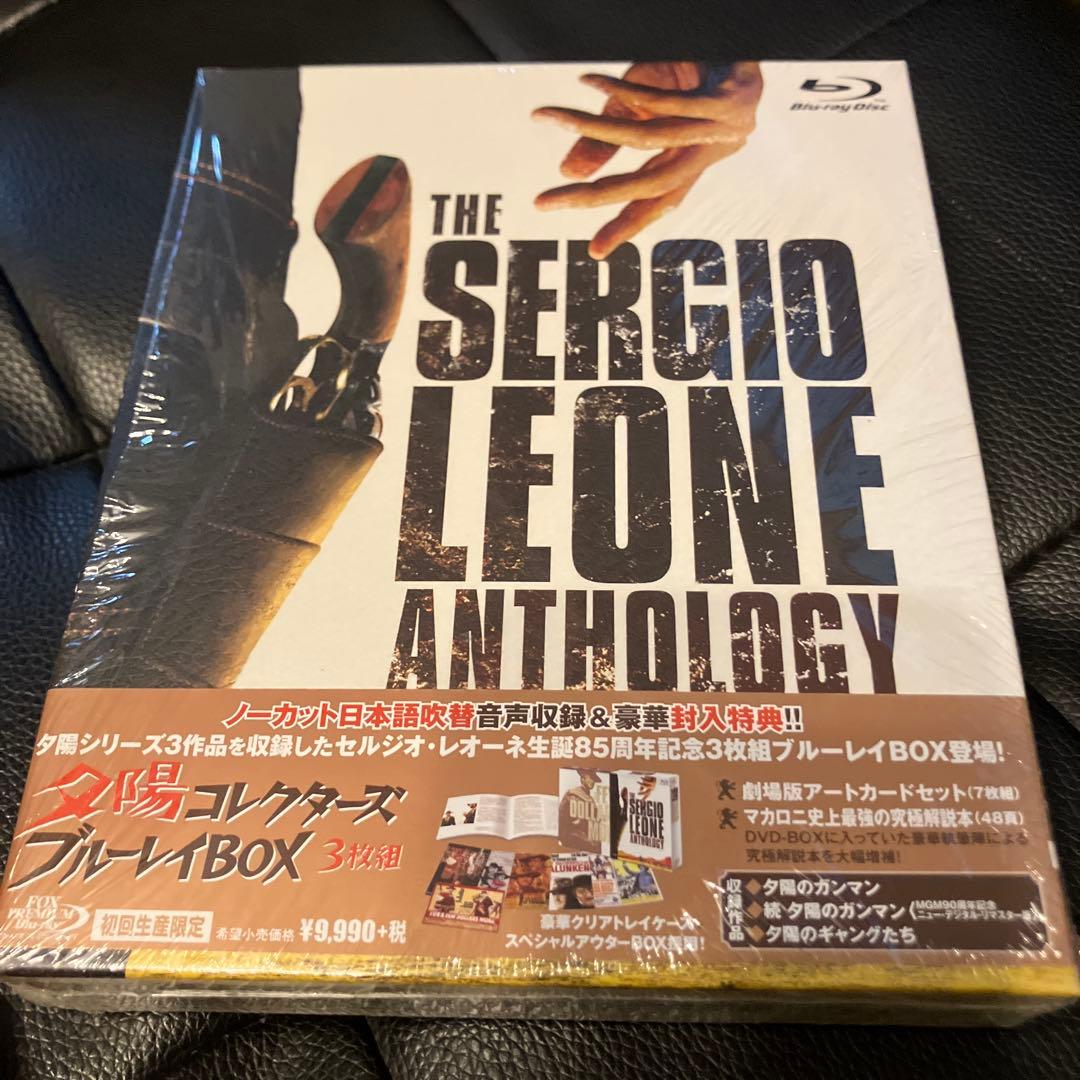 Blu-ray Disc
THE
SERGIO
LEONE
ANTHOLOGY
ノーカット日本語吹替音声収録&豪華封入特典!!
夕陽シリーズ3作品を収録したセルジオ・レオーネ生誕85周年記念3枚組ブルーレイBOX登場!
夕陽コレクターズ
ブルーレイBOX 3枚組
THE
SERGIO
LEONE
ANTHOLOGY
劇場版アートカードセット(7枚組)
マカロニ史上最強の究極解説本(48頁)
DVD-BOXに入っていた豪華執筆陣による
究極解説本を大幅増補!
豪華クリアトレイケース
スペシャルアウターBOX
収録作品
夕陽のガンマン
続・夕陽のガンマン(MGM90周年記念
ニュー・デジタル・リマスター版)
夕陽のギャングたち
FOX
PREMIUM
Blu-ray
初回生産限定
希望小売価格 ¥9,990+税